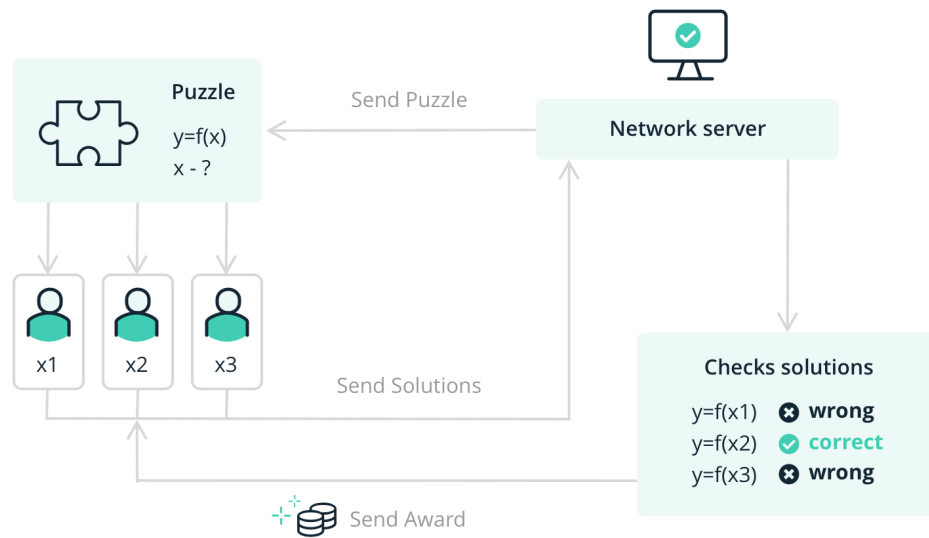 Puzzle
y=f(x)
x - ?
Send Puzzle
Network server
x1
x2
x3
Send Solutions
Checks solutions
y=f(x1) wrong
y=f(x2) correct
y=f(x3) wrong
Send Award